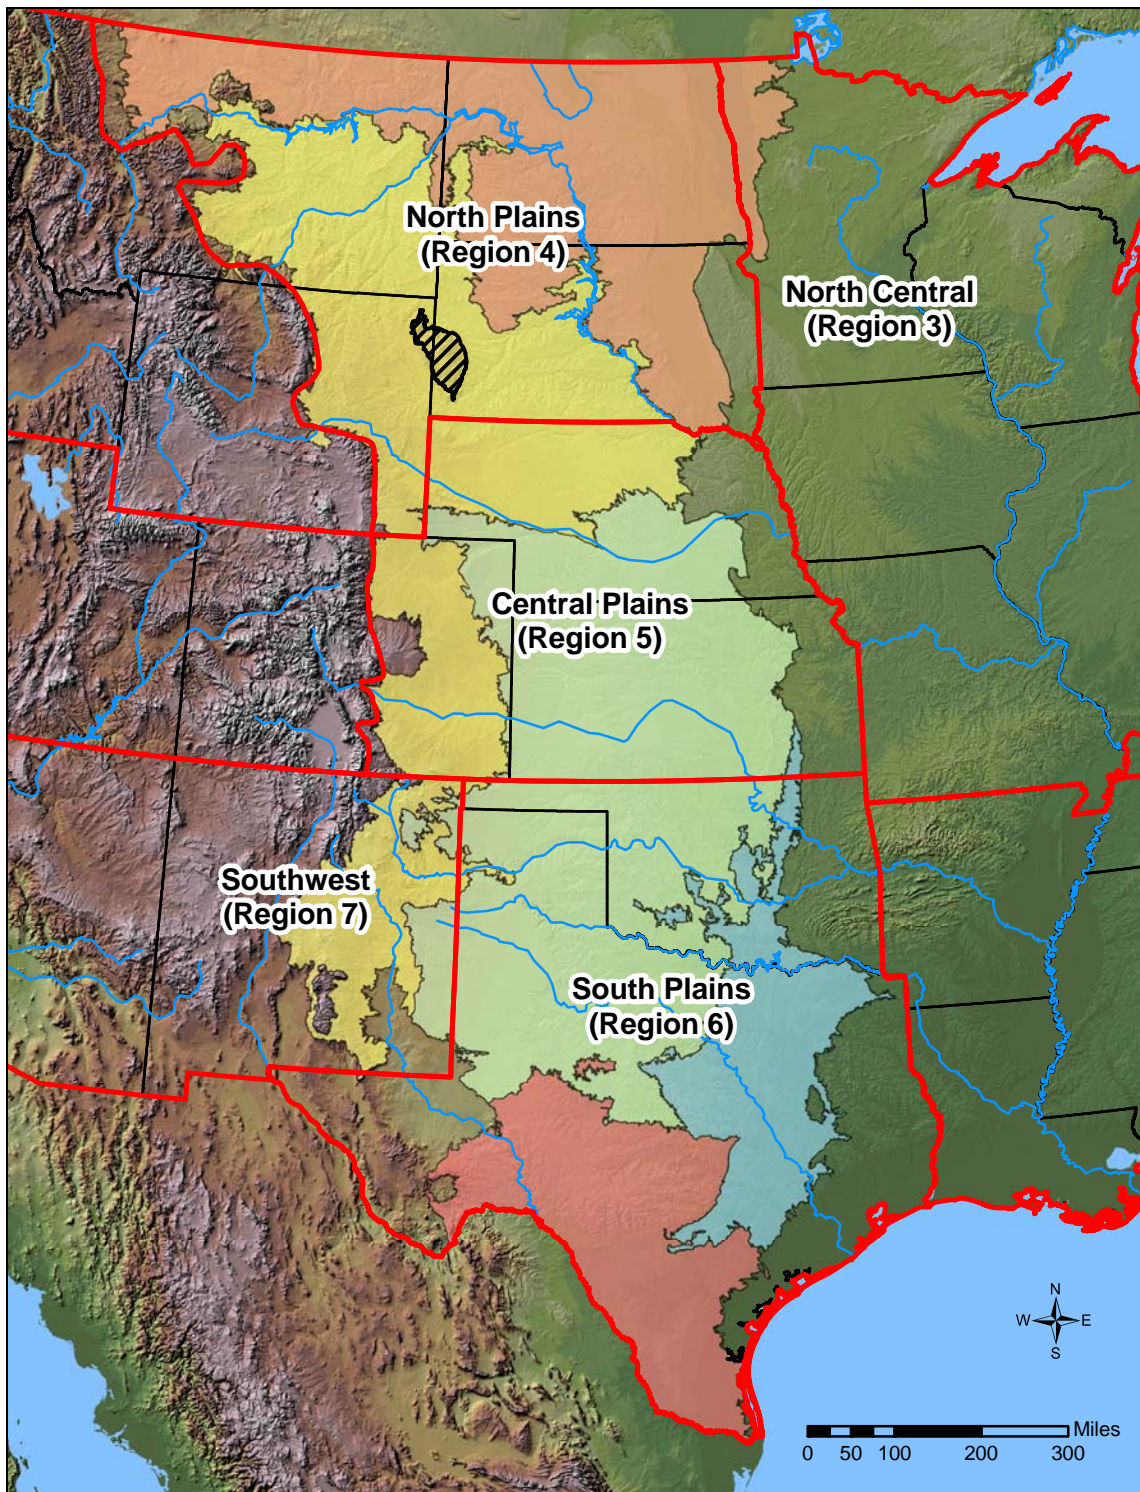 North Plains
(Region 4)
North Central
(Region 3)
Central Plains
(Region 5)
Southwest
(Region 7)
South Plains
(Region 6)
N
W E
S
Miles
0 50 100 200 300